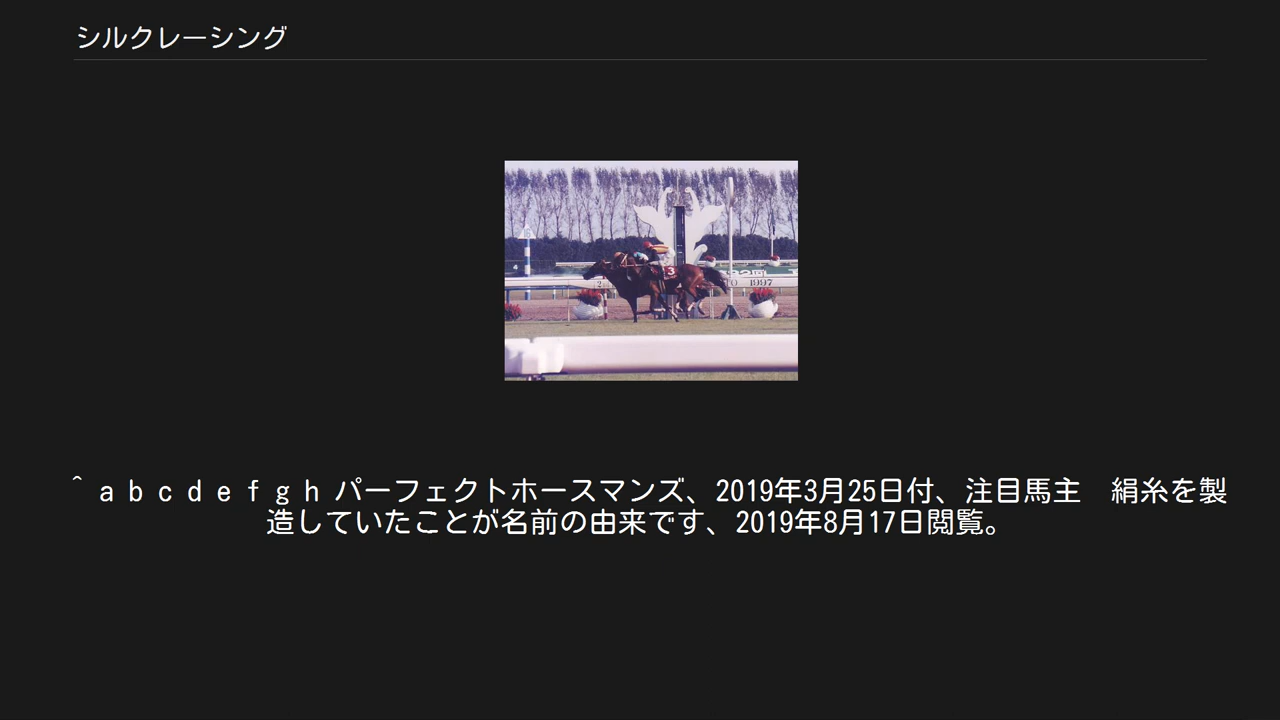 シルクレーシング
3
1997
^ a b c d e f g h パーフェクトホースマンズ、2019年3月25日付、注目馬主　絹糸を製
造していたことが名前の由来です、2019年8月17日閲覧。